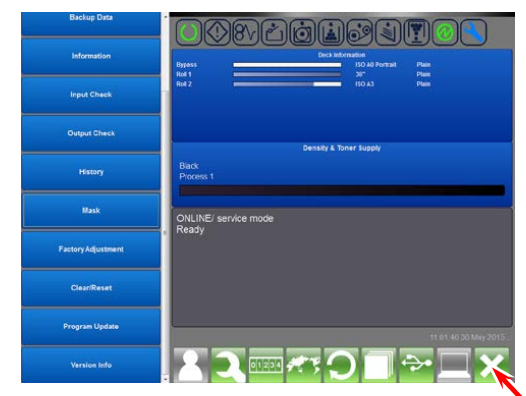 Backup Data
Information
Input Check
Output Check
History
Mask
Factory Adjustment
Clear/Reset
Program Update
Version Info
Deck Information
Bypass ISO A0 Portrait Plain
Roll 1 30" Plain
Roll 2 ISO A3 Plain
Density & Toner Supply
Black
Process 1
ONLINE/ service mode
Ready
11:01:40 30 May 2015
01234